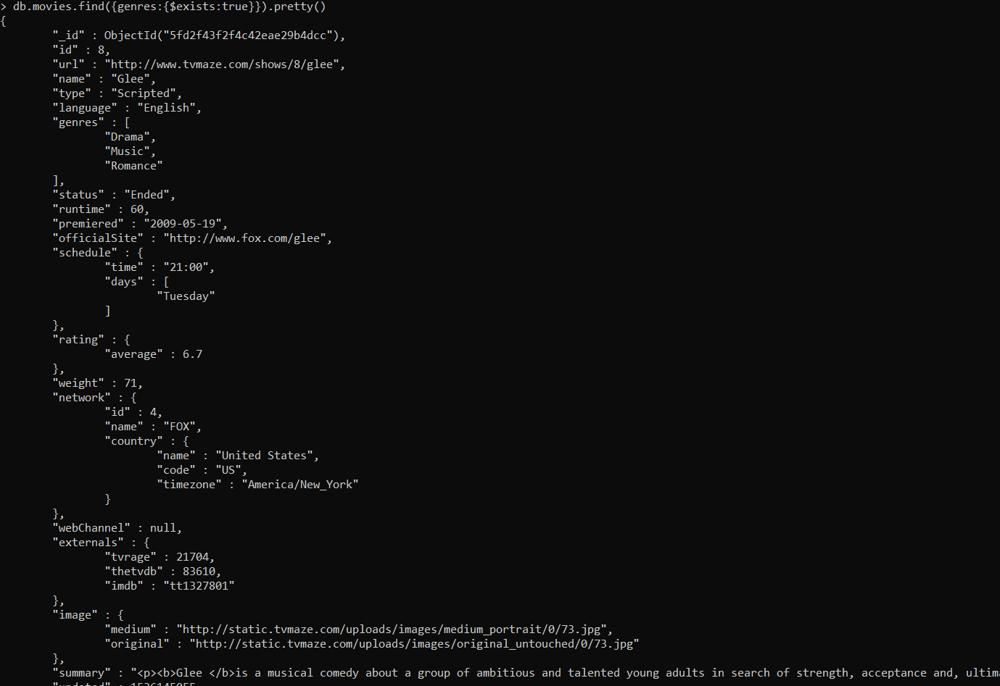 > db.movies.find({genres:{$exists:true}}).pretty()
{
        "_id" : ObjectId("5fd2f43f2f4c42eae29b4dcc"),
        "id" : 8,
        "url" : "http://www.tvmaze.com/shows/8/glee",
        "name" : "Glee",
        "type" : "Scripted",
        "language" : "English",
        "genres" : [
                "Drama",
                "Music",
                "Romance"
        ],
        "status" : "Ended",
        "runtime" : 60,
        "premiered" : "2009-05-19",
        "officialSite" : "http://www.fox.com/glee",
        "schedule" : {
                "time" : "21:00",
                "days" : [
                        "Tuesday"
                ]
        },
        "rating" : {
                "average" : 6.7
        },
        "weight" : 71,
        "network" : {
                "id" : 4,
                "name" : "FOX",
                "country" : {
                        "name" : "United States",
                        "code" : "US",
                        "timezone" : "America/New_York"
                }
        },
        "webChannel" : null,
        "externals" : {
                "tvrage" : 21704,
                "thetvdb" : 83610,
                "imdb" : "tt1327801"
        },
        "image" : {
                "medium" : "http://static.tvmaze.com/uploads/images/medium_portrait/0/73.jpg",
                "original" : "http://static.tvmaze.com/uploads/images/original_untouched/0/73.jpg"
        },
        "summary" : "<p><b>Glee </b>is a musical comedy about a group of ambitious and talented young adults in search of strength, acceptance and, ultima